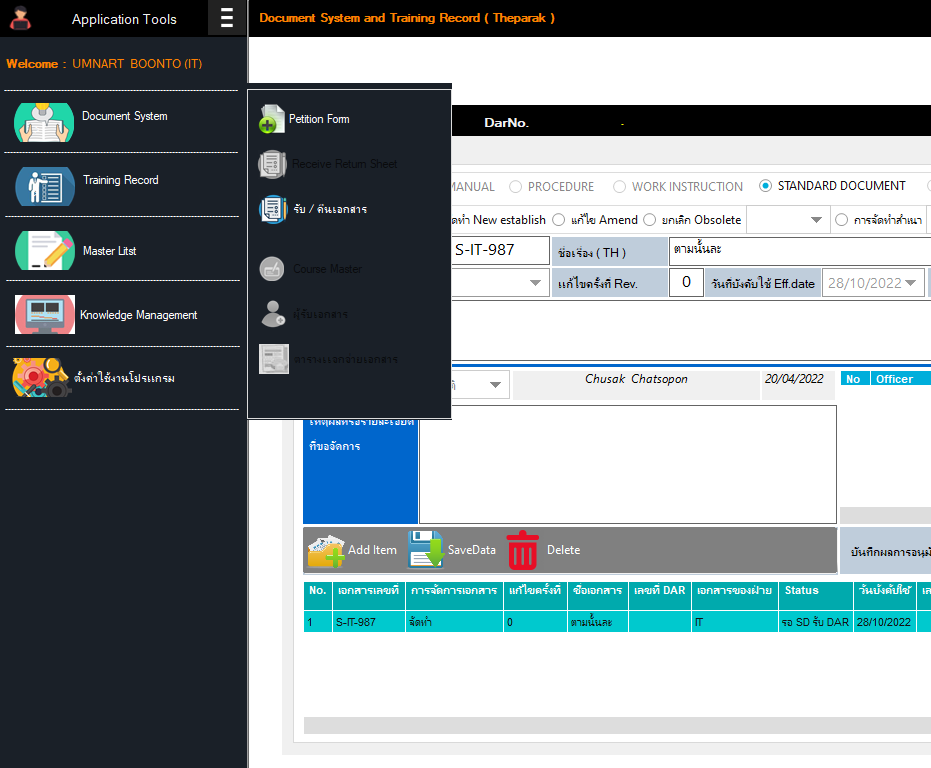 Application Tools
Document System and Training Record ( Theparak )
Welcome : UMNART BOONTO (IT)
Document System
Training Record
Master Litst
Knowledge Management
ตั้งค่าใช้งานโปรแกรม
Petition Form
Receive Return Sheet
รับ / คืนเอกสาร
Course Master
ผู้รับเอกสาร
DarNo. -
MANUAL PROCEDURE WORK INSTRUCTION STANDARD DOCUMENT
New establish แก้ไข Amend ยกเลิก Obsolete การจัดทำสำเนา
S-IT-987 ชื่อเรื่อง ( TH ) ตามนั้นละ
แก้ไขครั้งที่ Rev. 0 วันที่บังคับใช้ Eff.date 28/10/2022
Chusak Chatsopon 20/04/2022 No Officer
ที่ขอจัดการ
Add Item SaveData Delete
No. เอกสารเลขที่ การจัดการเอกสาร แก้ไขครั้งที่ ชื่อเอกสาร เลขที่ DAR เอกสารของฝ่าย Status วันบังคับใช้
1 S-IT-987 จัดทำ 0 ตามนั้นละ IT รอ SD รับ DAR 28/10/2022